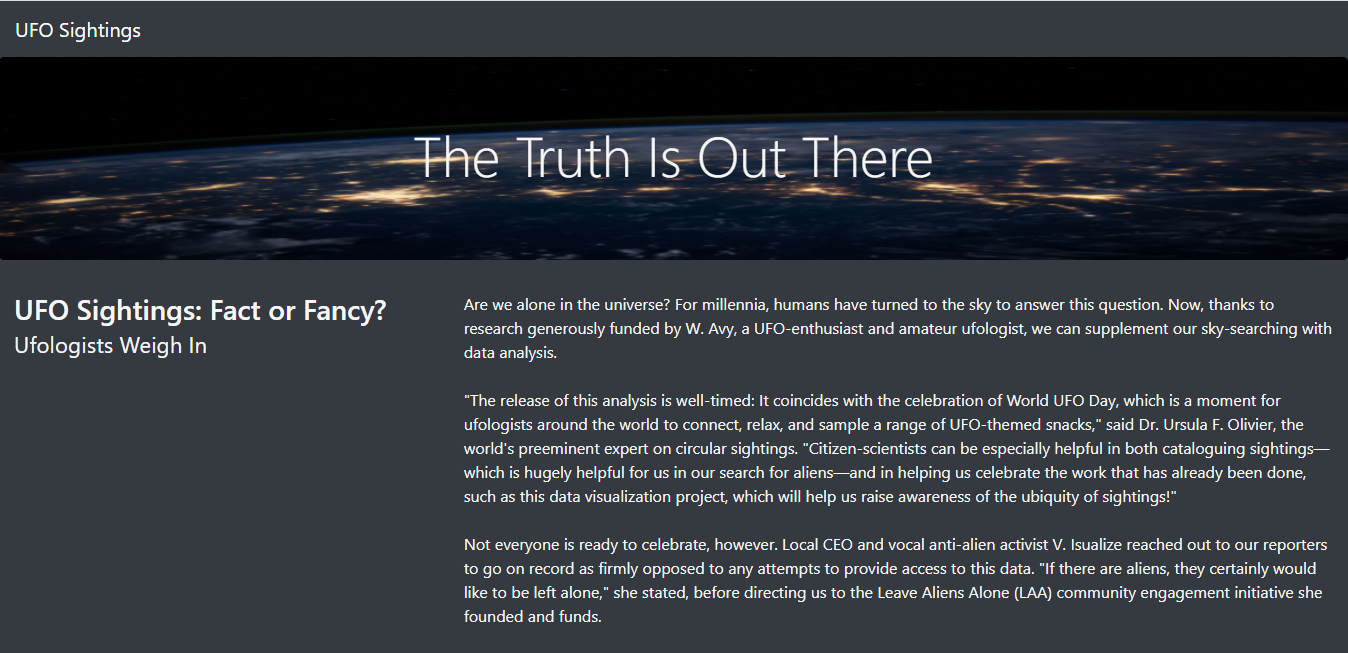 UFO Sightings
The Truth Is Out There
UFO Sightings: Fact or Fancy?
Ufologists Weigh In
Are we alone in the universe? For millennia, humans have turned to the sky to answer this question. Now, thanks to
research generously funded by W. Avy, a UFO-enthusiast and amateur ufologist, we can supplement our sky-searching with
data analysis.
"The release of this analysis is well-timed: It coincides with the celebration of World UFO Day, which is a moment for
ufologists around the world to connect, relax, and sample a range of UFO-themed snacks," said Dr. Ursula F. Olivier, the
world's preeminent expert on circular sightings. "Citizen-scientists can be especially helpful in both cataloguing sightings—
which is hugely helpful for us in our search for aliens—and in helping us celebrate the work that has already been done,
such as this data visualization project, which will help us raise awareness of the ubiquity of sightings!"
Not everyone is ready to celebrate, however. Local CEO and vocal anti-alien activist V. Isualize reached out to our reporters
to go on record as firmly opposed to any attempts to provide access to this data. "If there are aliens, they certainly would
like to be left alone," she stated, before directing us to the Leave Aliens Alone (LAA) community engagement initiative she
founded and funds.